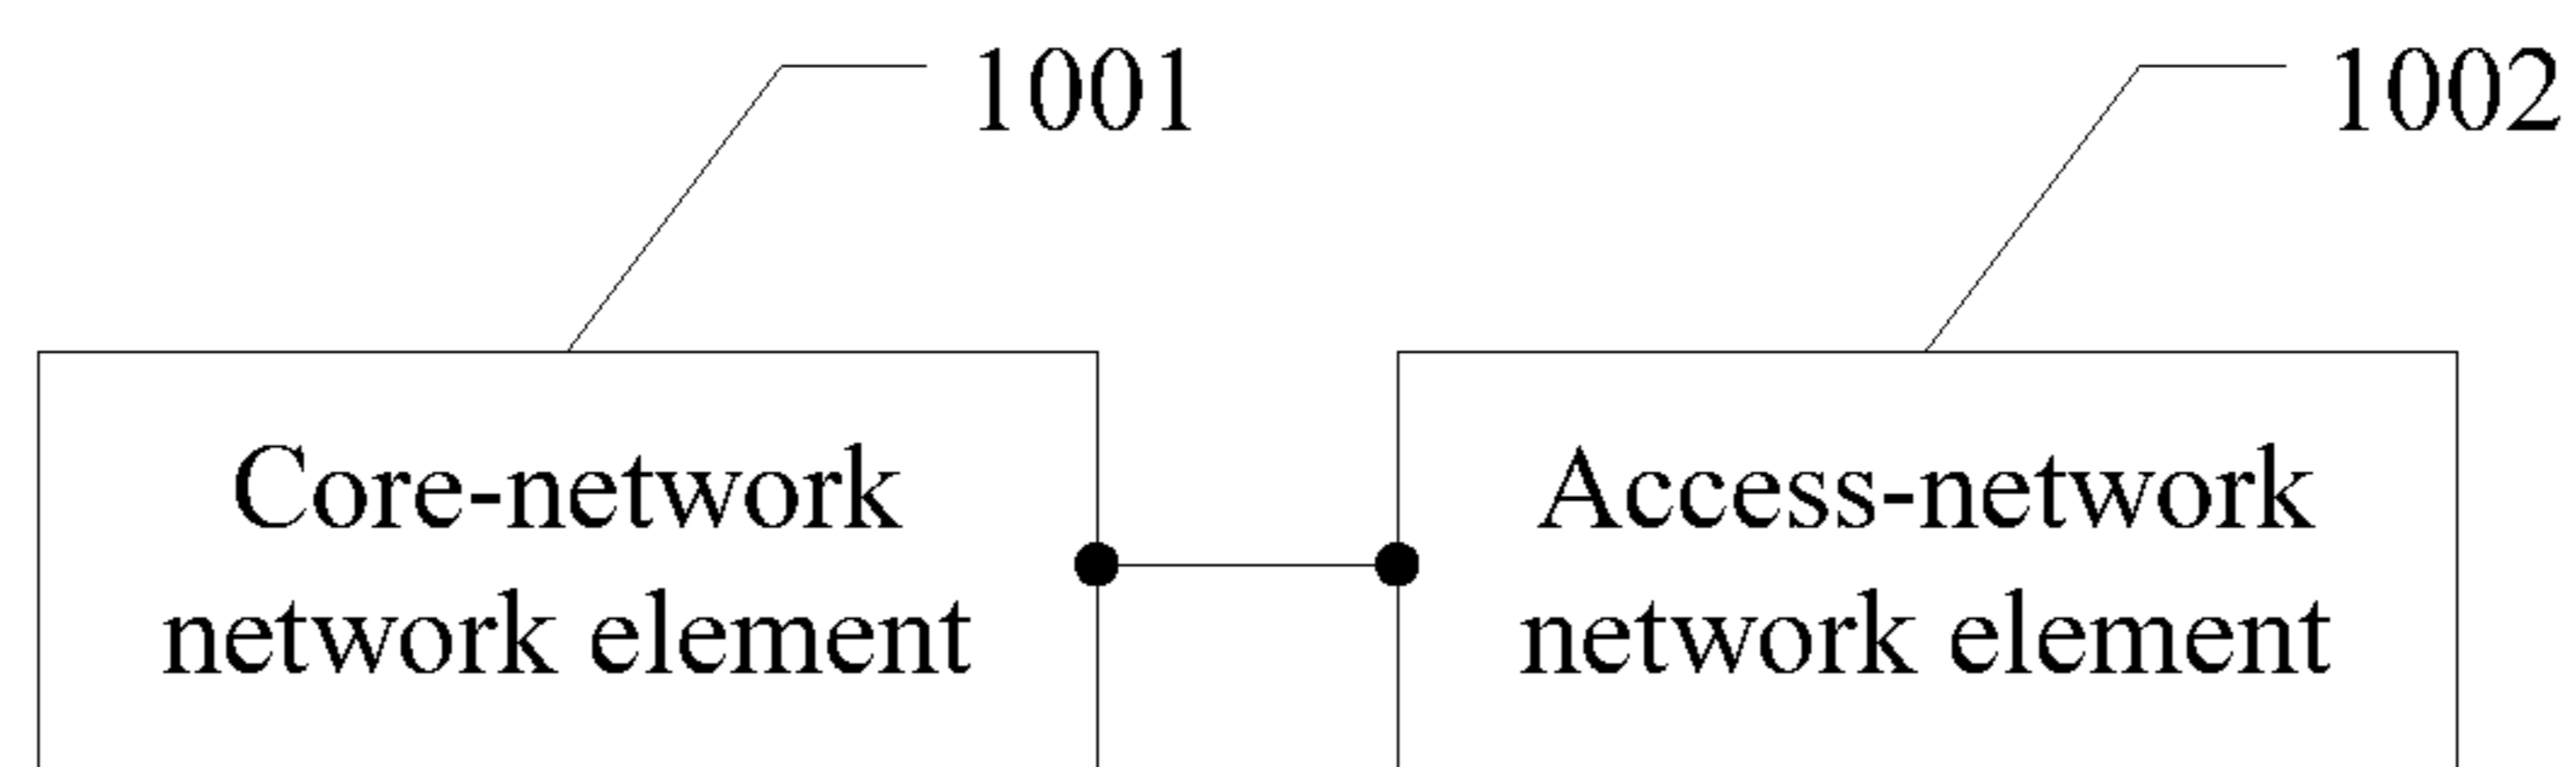 1001
1002
Core-network
network element
Access-network
network element